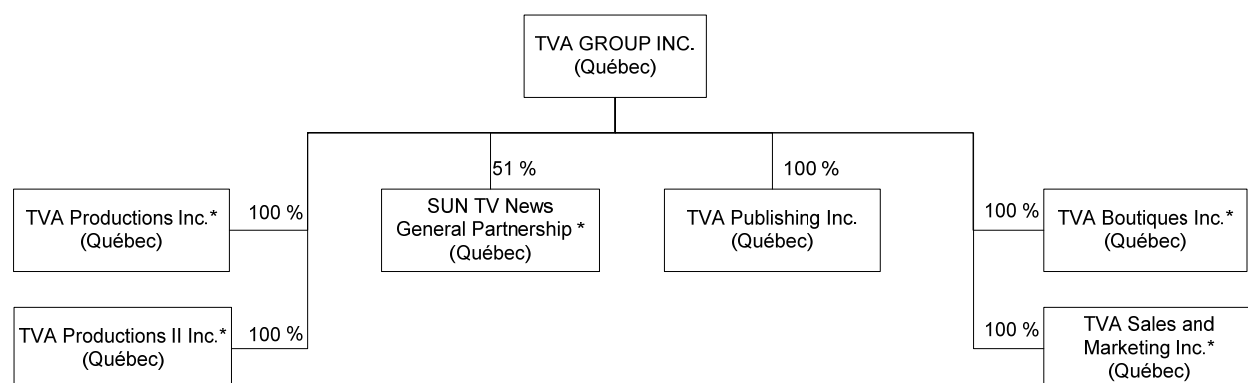 TVA GROUP INC.
(Québec)
51 %
100 %
TVA Productions Inc.*
(Québec)
100 %
SUN TV News
General Partnership *
(Québec)
TVA Publishing Inc.
(Québec)
100 %
TVA Boutiques Inc.*
(Québec)
TVA Productions II Inc.*
(Québec)
100 %
100 %
TVA Sales and
Marketing Inc.*
(Québec)